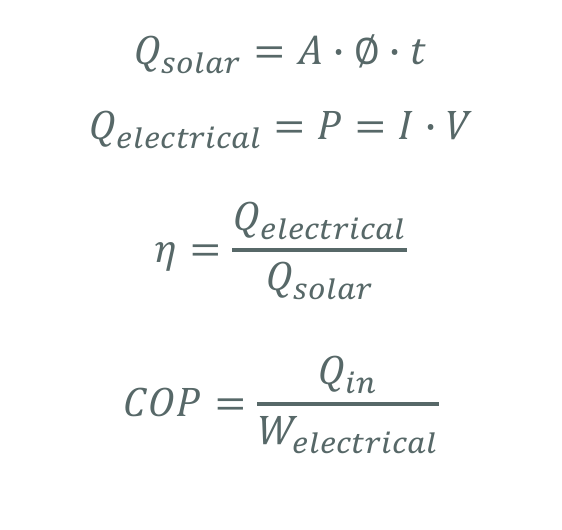 Q_solar = A · ∅ · t
Q_electrical = P = I · V
η = Q_electrical / Q_solar
COP = Q_in / W_electrical